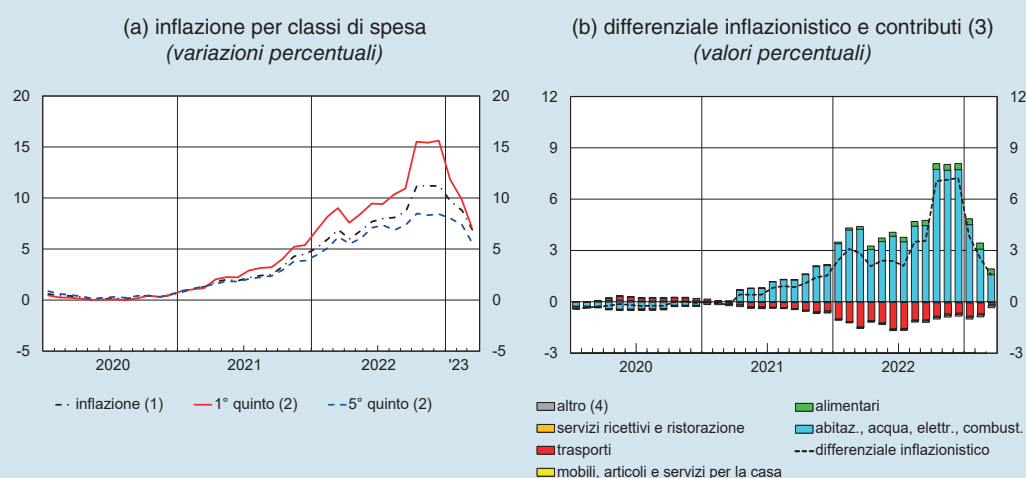 (a) inflazione per classi di spesa
(variazioni percentuali)
(b) differenziale inflazionistico e contributi (3)
(valori percentuali)
20 20
15 15
10 10
5 5
0 0
-5 -5
2020 2021 2022 '23
inflazione (1) 1° quinto (2) 5° quinto (2)
12 12
9 9
6 6
3 3
0 0
-3 -3
2020 2021 2022
altro (4) alimentari
servizi ricettivi e ristorazione abitaz., acqua, elettr., combust.
trasporti differenziale inflazionistico
mobili, articoli e servizi per la casa